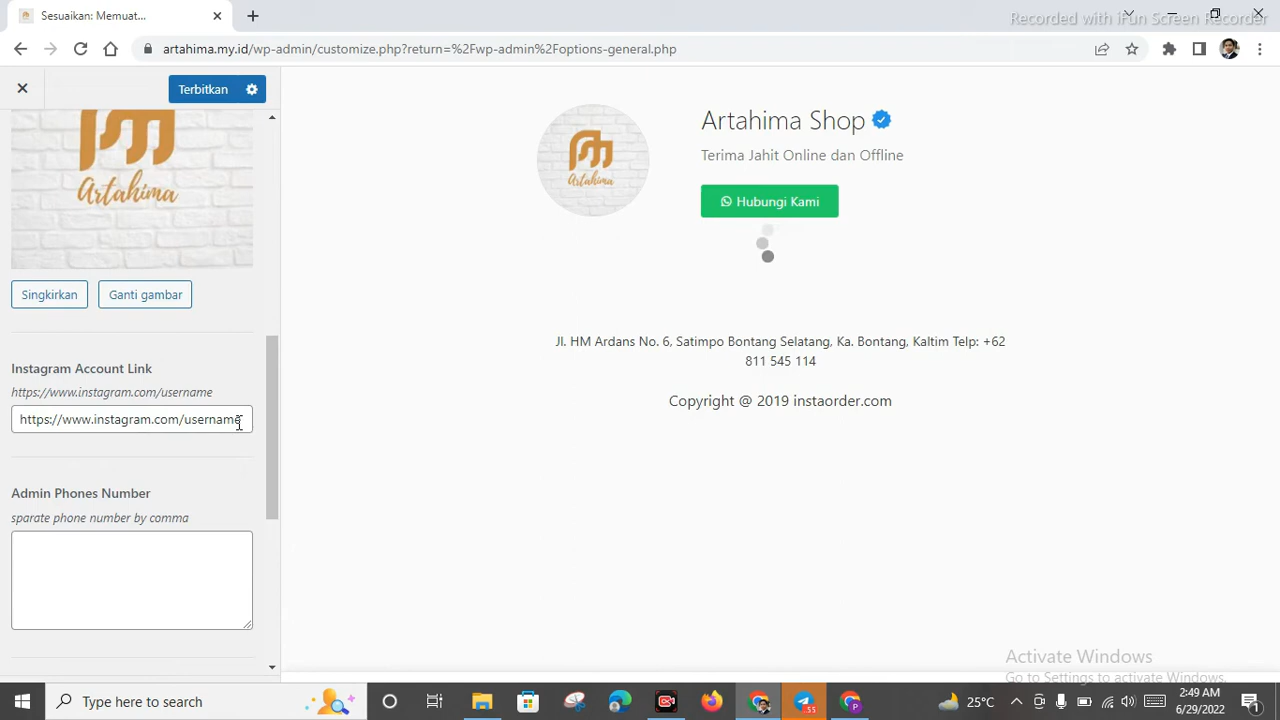 Recorded with iFun Screen Recorder
Sesuaikan: Memuat...
artahima.my.id/wp-admin/customize.php?return=%2Fwp-admin%2Foptions-general.php
Terbitkan
Artahima
Singkirkan
Ganti gambar
Instagram Account Link
https://www.instagram.com/username
https://www.instagram.com/username
Admin Phones Number
sparate phone number by comma
Artahima
Artahima Shop
Terima Jahit Online dan Offline
Hubungi Kami
Jl. HM Ardans No. 6, Satimpo Bontang Selatang, Ka. Bontang, Kaltim Telp: +62
811 545 114
Copyright @ 2019 instaorder.com
Activate Windows
Go to Settings to activate Windows.
Type here to search
55
P
25°C
2:49 AM
6/29/2022
1